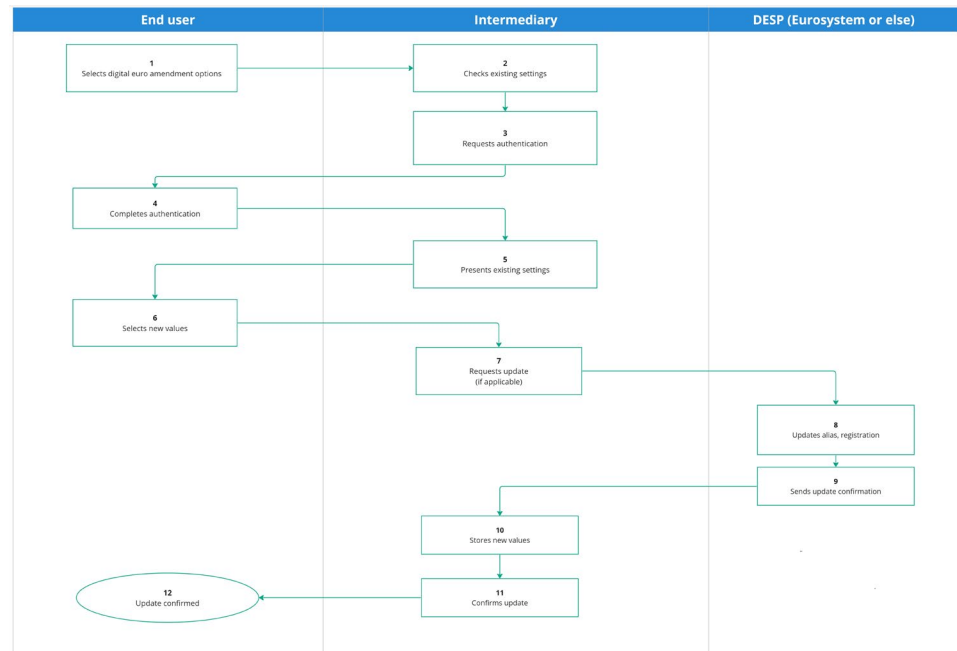 End user
Intermediary
DESP (Eurosystem or else)
1
Selects digital euro amendment options
2
Checks existing settings
3
Requests authentication
4
Completes authentication
5
Presents existing settings
6
Selects new values
7
Requests update
(if applicable)
8
Updates alias, registration
9
Sends update confirmation
10
Stores new values
11
Confirms update
12
Update confirmed